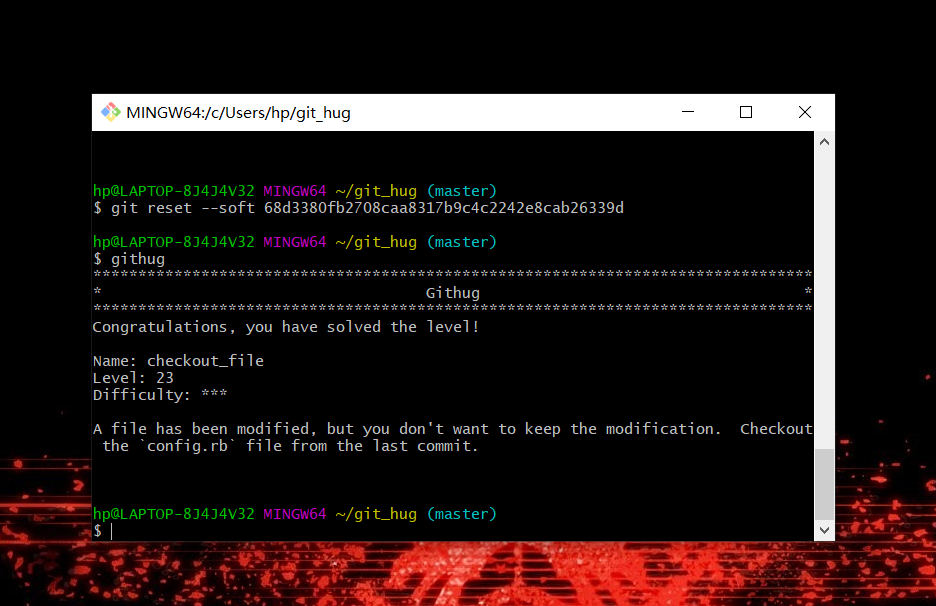 MINGW64:/c/Users/hp/git_hug
hp@LAPTOP-8J4J4V32 MINGW64 ~/git_hug (master)
$ git reset --soft 68d3380fb2708caa8317b9c4c2242e8cab26339d
hp@LAPTOP-8J4J4V32 MINGW64 ~/git_hug (master)
$ githug
********************************************************************************
*                                    Githug                                    *
********************************************************************************
Congratulations, you have solved the level!
Name: checkout_file
Level: 23
Difficulty: ***
A file has been modified, but you don't want to keep the modification.  Checkout
 the `config.rb` file from the last commit.
hp@LAPTOP-8J4J4V32 MINGW64 ~/git_hug (master)
$